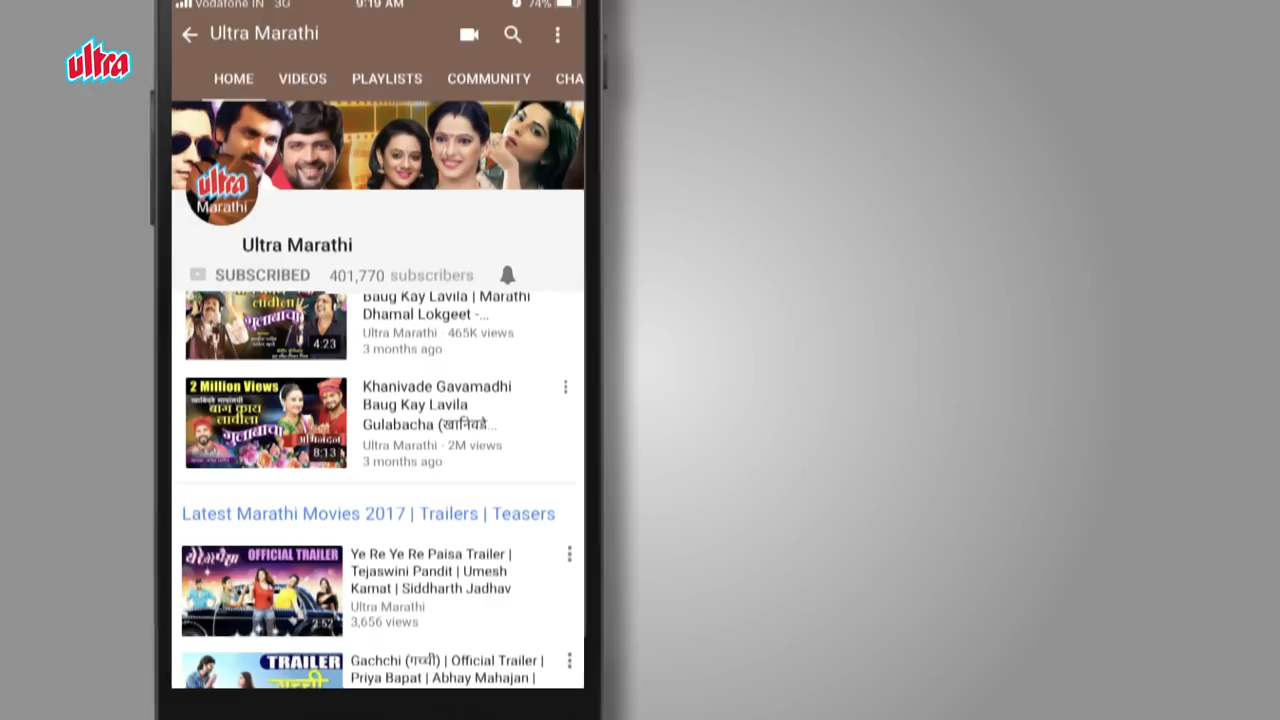 Vodafone IN 3G 9:19 AM 74%
ultra
Ultra Marathi
HOME VIDEOS PLAYLISTS COMMUNITY CHA
ultra
Marathi
Ultra Marathi
SUBSCRIBED 401,770 subscribers
लावीला
गुलाबाचा
4:23
Baug Kay Lavila | Marathi
Dhamal Lokgeet -...
Ultra Marathi · 465K views
3 months ago
2 Million Views
बाग काय
लावीला
गुलाबाचा
अभिनंदन
8:13
Khanivade Gavamadhi
Baug Kay Lavila
Gulabacha (खानिवडे...
Ultra Marathi · 2M views
3 months ago
Latest Marathi Movies 2017 | Trailers | Teasers
OFFICIAL TRAILER
2:52
Ye Re Ye Re Paisa Trailer |
Tejaswini Pandit | Umesh
Kamat | Siddharth Jadhav
Ultra Marathi
3,656 views
TRAILER
गच्ची
Gachchi (गच्ची) | Official Trailer |
Priya Bapat | Abhay Mahajan |